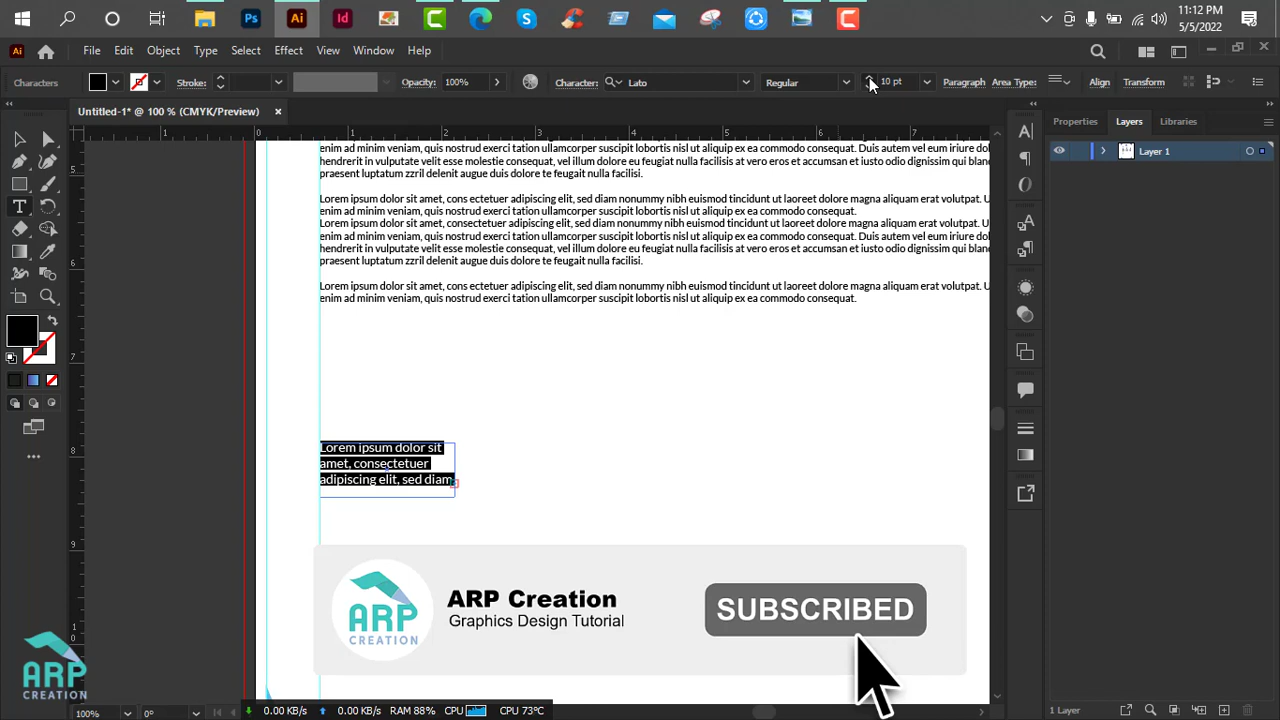 11:12 PM
5/5/2022
File Edit Object Type Select Effect View Window Help
Characters Stroke: Opacity: 100% Character: Lato Regular 10 pt Paragraph Area Type: Align Transform
Untitled-1* @ 100 % (CMYK/Preview)
Properties Layers Libraries
Layer 1
enim ad minim veniam, quis nostrud exerci tation ullamcorper suscipit lobortis nisl ut aliquip ex ea commodo consequat. Duis autem vel eum iriure dol
hendrerit in vulputate velit esse molestie consequat, vel illum dolore eu feugiat nulla facilisis at vero eros et accumsan et iusto odio dignissim qui blan
praesent luptatum zzril delenit augue duis dolore te feugait nulla facilisi.
Lorem ipsum dolor sit amet, cons ectetuer adipiscing elit, sed diam nonummy nibh euismod tincidunt ut laoreet dolore magna aliquam erat volutpat. U
enim ad minim veniam, quis nostrud exerci tation ullamcorper suscipit lobortis nisl ut aliquip ex ea commodo consequat.
Lorem ipsum dolor sit amet, cons ectetuer adipiscing elit, sed diam nonummy nibh euismod tincidunt ut laoreet dolore magna aliquam erat volutpat. U
enim ad minim veniam, quis nostrud exerci tation ullamcorper suscipit lobortis nisl ut aliquip ex ea commodo consequat. Duis autem vel eum iriure dol
hendrerit in vulputate velit esse molestie consequat, vel illum dolore eu feugiat nulla facilisis at vero eros et accumsan et iusto odio dignissim qui blan
praesent luptatum zzril delenit augue duis dolore te feugait nulla facilisi.
Lorem ipsum dolor sit amet, cons ectetuer adipiscing elit, sed diam nonummy nibh euismod tincidunt ut laoreet dolore magna aliquam erat volutpat. U
enim ad minim veniam, quis nostrud exerci tation ullamcorper suscipit lobortis nisl ut aliquip ex ea commodo consequat.
Lorem ipsum dolor sit
amet, consectetuer
adipiscing elit, sed diam
ARP
CREATION
ARP Creation
Graphics Design Tutorial
SUBSCRIBED
ARP
CREATION
100% 0° 0.00 KB/s 0.00 KB/s RAM 88% CPU CPU 73°C
1 Layer